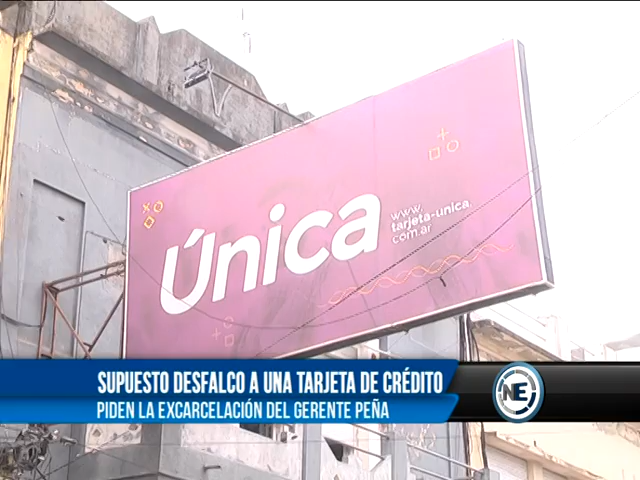 Única
www.
tarjeta-unica.
com.ar
SUPUESTO DESFALCO A UNA TARJETA DE CRÉDITO
PIDEN LA EXCARCELACIÓN DEL GERENTE PEÑA
NE